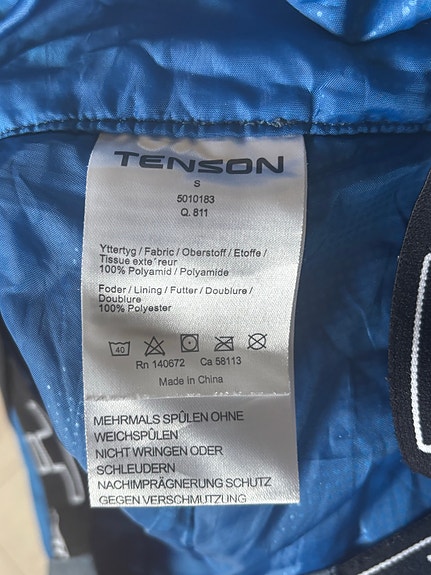 TENSON
S
5010183
Q. 811
Yttertyg / Fabric / Oberstoff / Etoffe /
Tissue exte´reur
100% Polyamid / Polyamide
Foder / Lining / Futter / Doublure /
Doublure
100% Polyester
40
Rn 140672 Ca 58113
Made in China
MEHRMALS SPÜLEN OHNE
WEICHSPÜLEN
NICHT WRINGEN ODER
SCHLEUDERN
NACHIMPRÄGNERUNG SCHUTZ
GEGEN VERSCHMUTZUNG